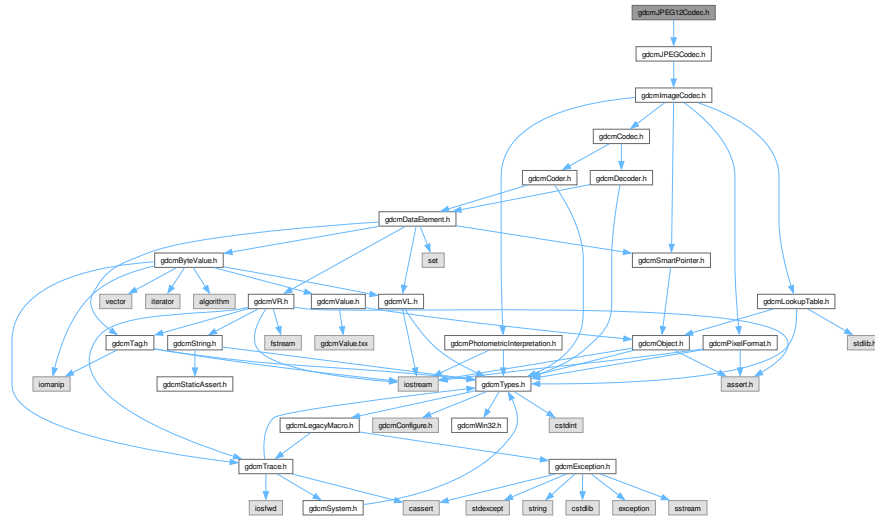 gdcmJPEG12Codec.h
gdcmJPEGCodec.h
gdcmImageCodec.h
gdcmCodec.h
gdcmCoder.h
gdcmDecoder.h
gdcmDataElement.h
gdcmByteValue.h
set
gdcmSmartPointer.h
vector
iterator
algorithm
gdcmVR.h
gdcmValue.h
gdcmVL.h
gdcmLookupTable.h
gdcmTag.h
gdcmString.h
fstream
gdcmValue.txx
gdcmPhotometricInterpretation.h
gdcmObject.h
gdcmPixelFormat.h
stdlib.h
iomanip
gdcmStaticAssert.h
iostream
gdcmTypes.h
assert.h
gdcmLegacyMacro.h
gdcmConfigure.h
gdcmWin32.h
cstdint
gdcmTrace.h
gdcmException.h
iosfwd
gdcmSystem.h
cassert
stdexcept
string
cstdlib
exception
sstream